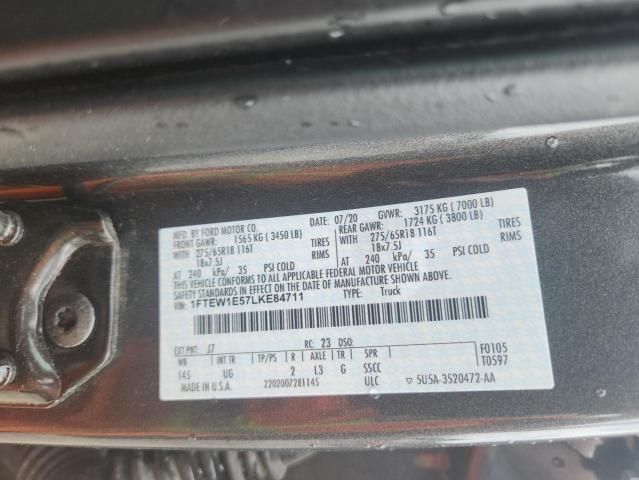 MFD. BY FORD MOTOR CO.
DATE: 07/20 GVWR: 3175 KG ( 7000 LB)
FRONT GAWR: 1565 KG ( 3450 LB) REAR GAWR: 1724 KG ( 3800 LB)
WITH 275/65R18 116T TIRES WITH 275/65R18 116T TIRES
18x7.5J RIMS 18x7.5J RIMS
AT 240 kPa/ 35 PSI COLD AT 240 kPa/ 35 PSI COLD
THIS VEHICLE CONFORMS TO ALL APPLICABLE FEDERAL MOTOR VEHICLE
SAFETY STANDARDS IN EFFECT ON THE DATE OF MANUFACTURE SHOWN ABOVE.
VIN: 1FTEW1E57LKE84711 TYPE: Truck
EXT PNT: J7 RC: 23 DSO: F0105
WB INT TR TP/PS R AXLE TR SPR T0597
145 UG 2 L3 G SSCC
MADE IN U.S.A. 2202007281145 ULC ▽ 5U5A-3520472-AA